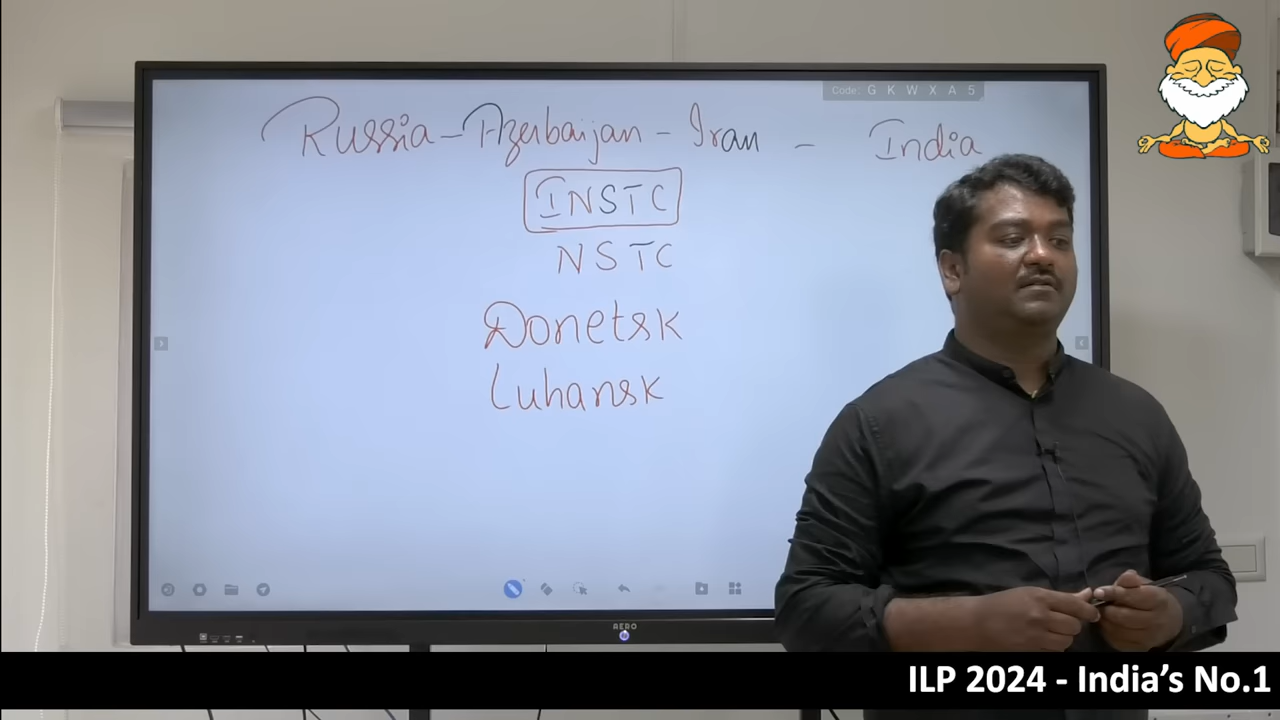 Code: G K W X A 5
Russia - Azerbaijan - Iran - India
INSTC
NSTC
Donetsk
Luhansk
AERO
ILP 2024 - India's No.1